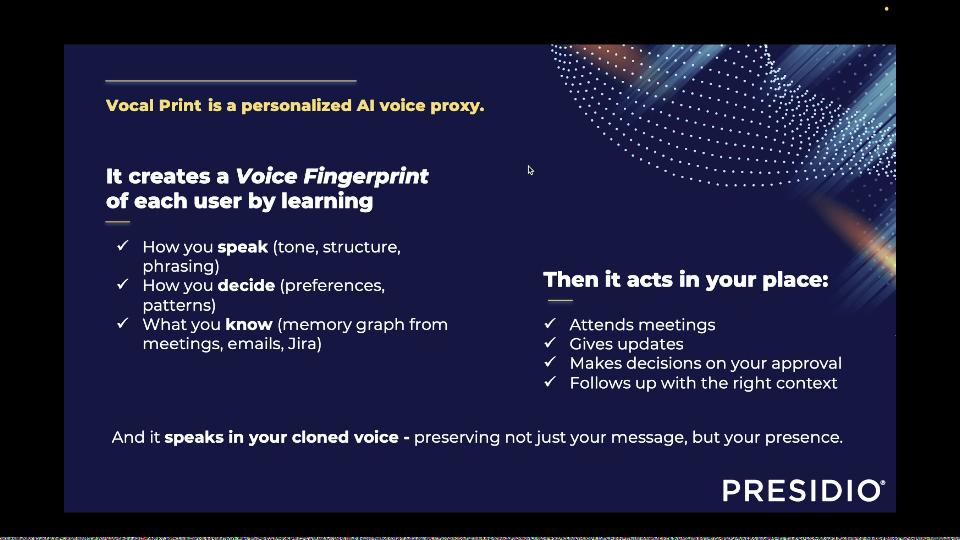 Vocal Print is a personalized AI voice proxy.
It creates a Voice Fingerprint
of each user by learning
✓ How you speak (tone, structure,
phrasing)
✓ How you decide (preferences,
patterns)
✓ What you know (memory graph from
meetings, emails, Jira)
Then it acts in your place:
✓ Attends meetings
✓ Gives updates
✓ Makes decisions on your approval
✓ Follows up with the right context
And it speaks in your cloned voice - preserving not just your message, but your presence.
PRESIDIO®